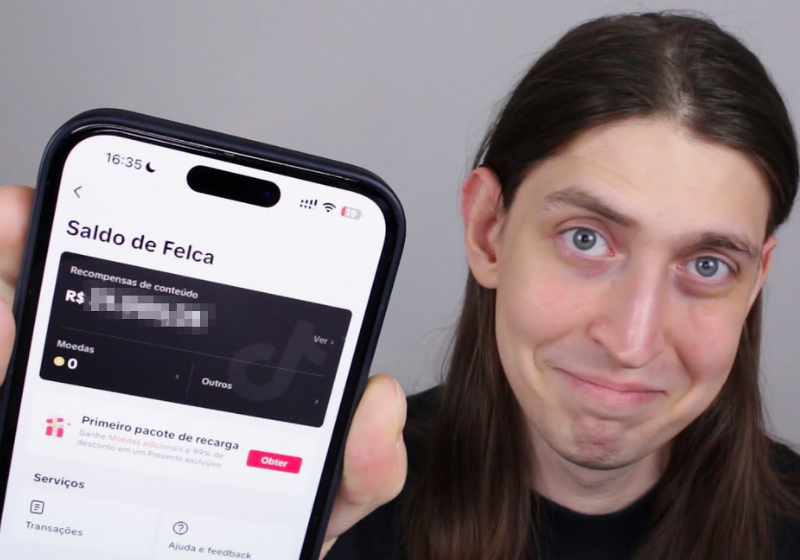 16:35
19
Saldo de Felca
Recompensas de conteúdo
R$
Ver
Moedas
0
Outros
Primeiro pacote de recarga
Ganhe Moedas adicionais e 99% de
desconto em um Presente exclusivo
Obter
Serviços
Transações
Ajuda e feedback